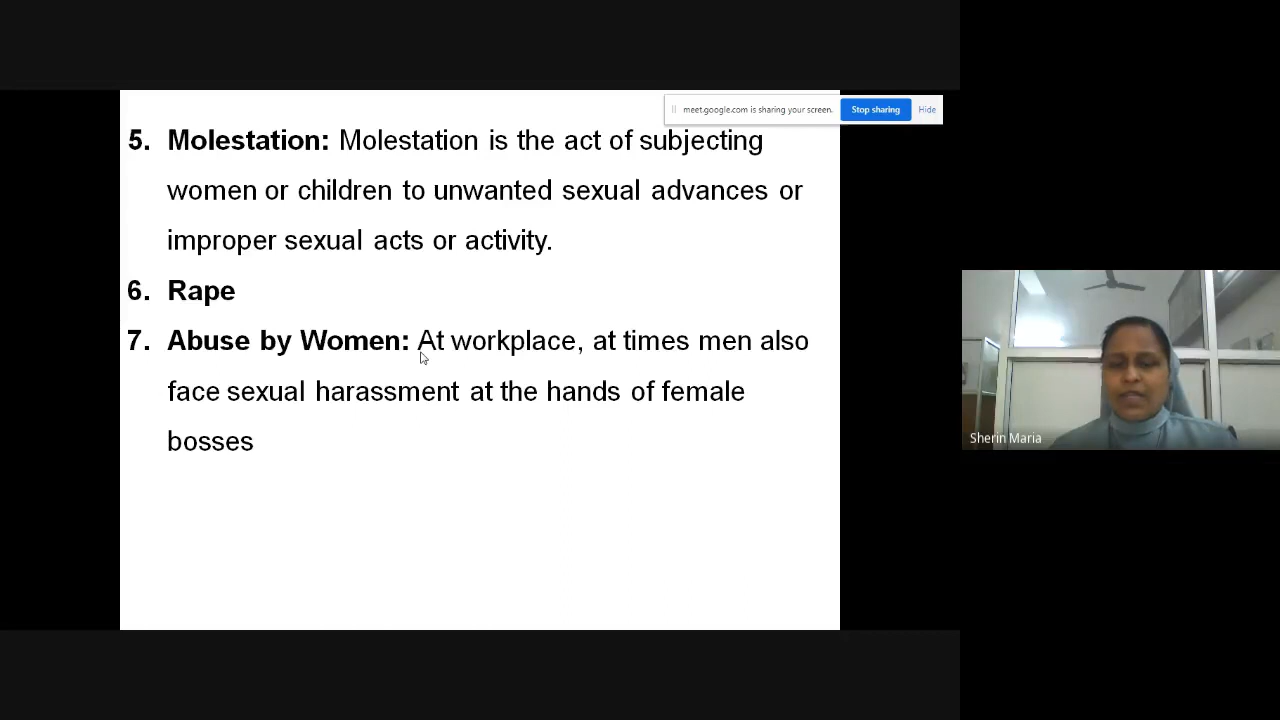 meet.google.com is sharing your screen.
Stop sharing
Hide
5. Molestation: Molestation is the act of subjecting
women or children to unwanted sexual advances or
improper sexual acts or activity.
6. Rape
7. Abuse by Women: At workplace, at times men also
face sexual harassment at the hands of female
bosses
Sherin Maria